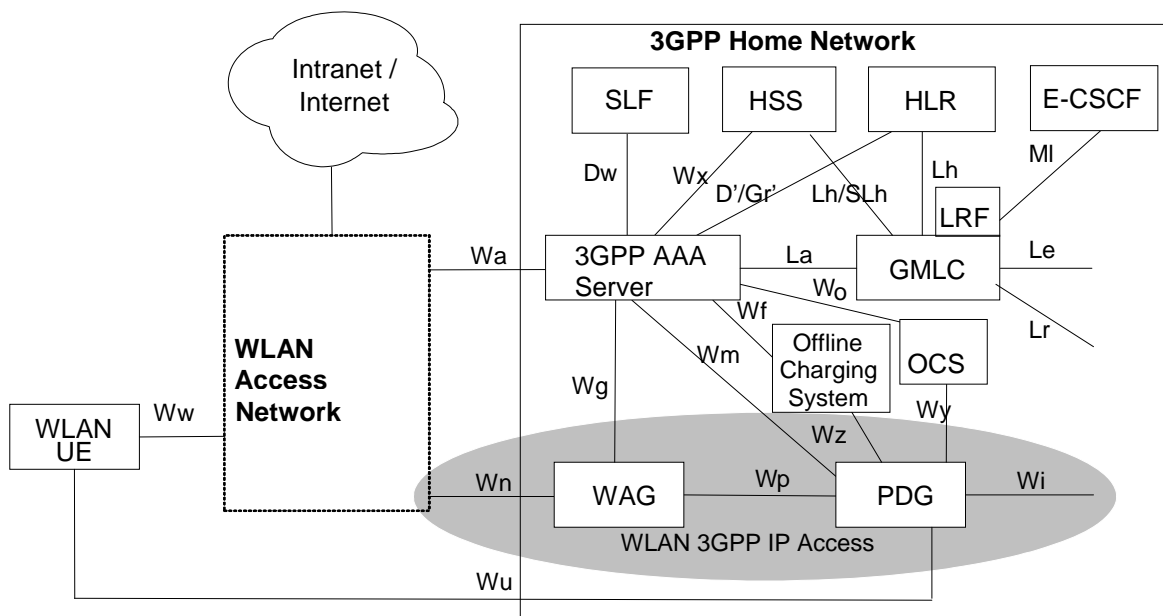 3GPP Home Network
Intranet /
Internet
SLF
HSS
HLR
E-CSCF
Dw
Wx
D’/Gr’
Lh/SLh
Lh
Ml
LRF
Wa
3GPP AAA
Server
La
GMLC
Le
Wo
Wf
Lr
WLAN
Access
Network
Wm
Offline
Charging
System
OCS
Wg
Wy
Ww
WLAN
UE
Wz
Wn
WAG
Wp
PDG
Wi
WLAN 3GPP IP Access
Wu